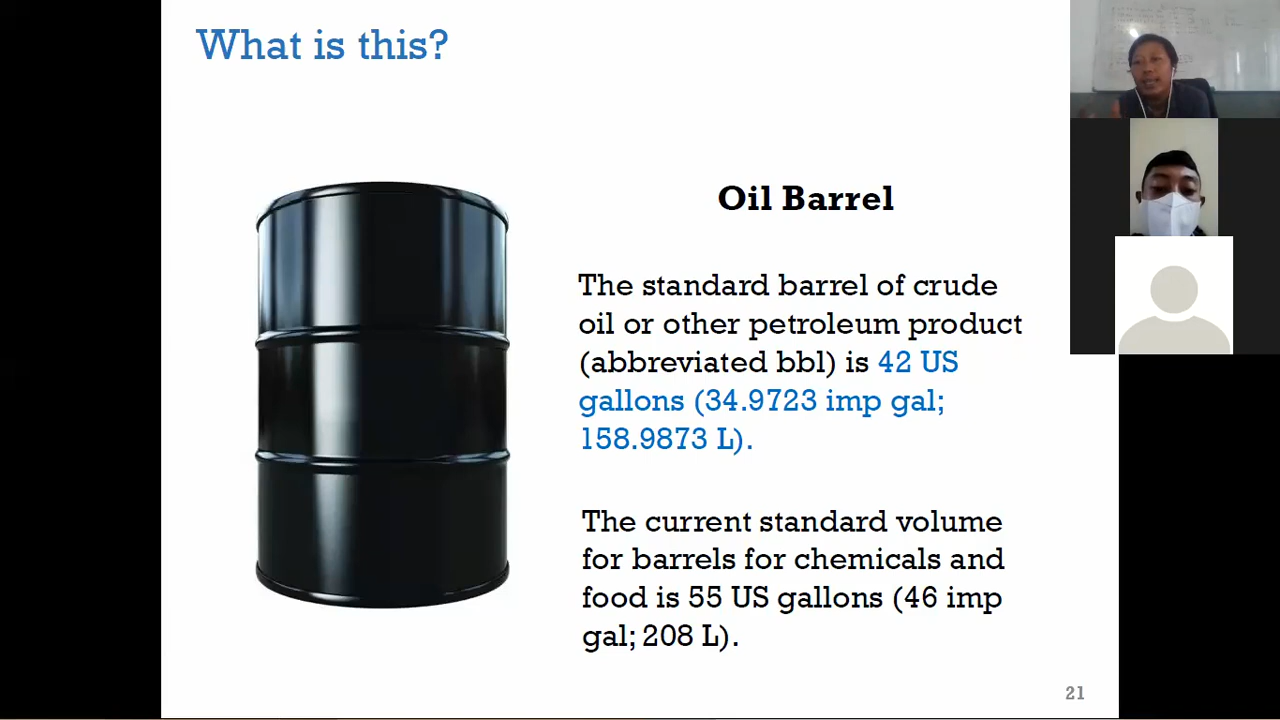 What is this?
Oil Barrel
The standard barrel of crude
oil or other petroleum product
(abbreviated bbl) is 42 US
gallons (34.9723 imp gal;
158.9873 L).
The current standard volume
for barrels for chemicals and
food is 55 US gallons (46 imp
gal; 208 L).
21